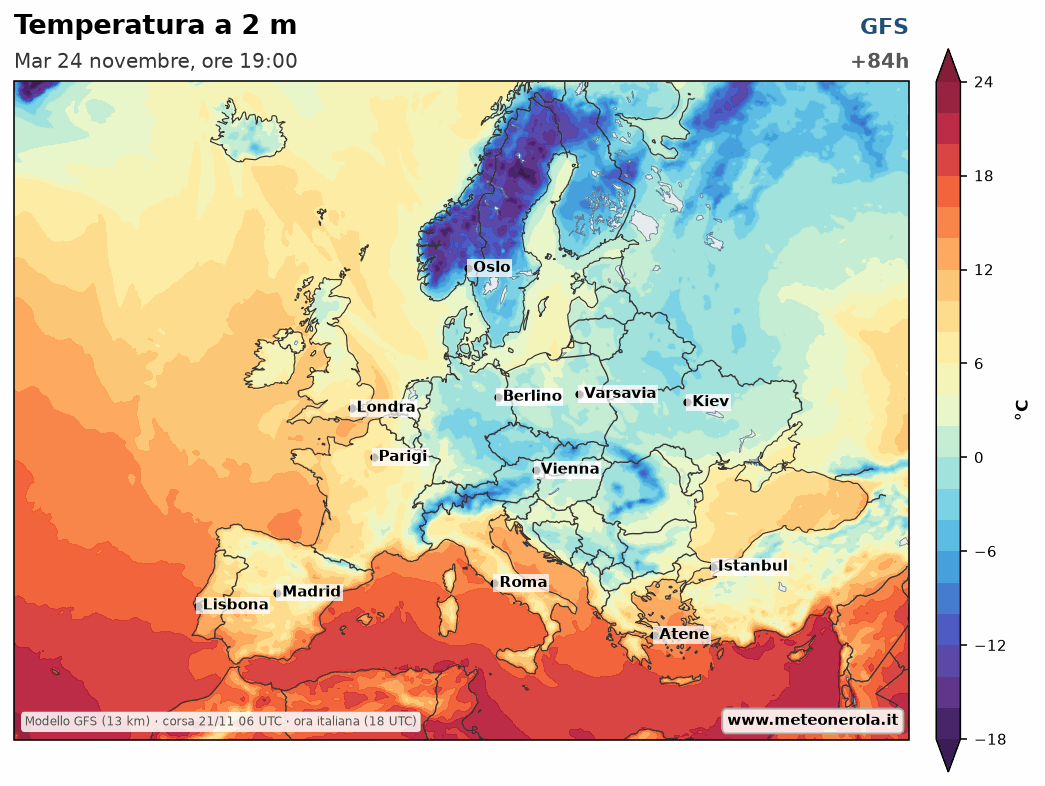 Temperatura a 2 m
GFS
Mar 24 novembre, ore 19:00
+84h
24
18
12
6
0
−6
−12
−18
°C
Oslo
Londra
Berlino
Varsavia
Kiev
Parigi
Vienna
Istanbul
Roma
Madrid
Lisbona
Atene
Modello GFS (13 km) · corsa 21/11 06 UTC · ora italiana (18 UTC)
www.meteonerola.it